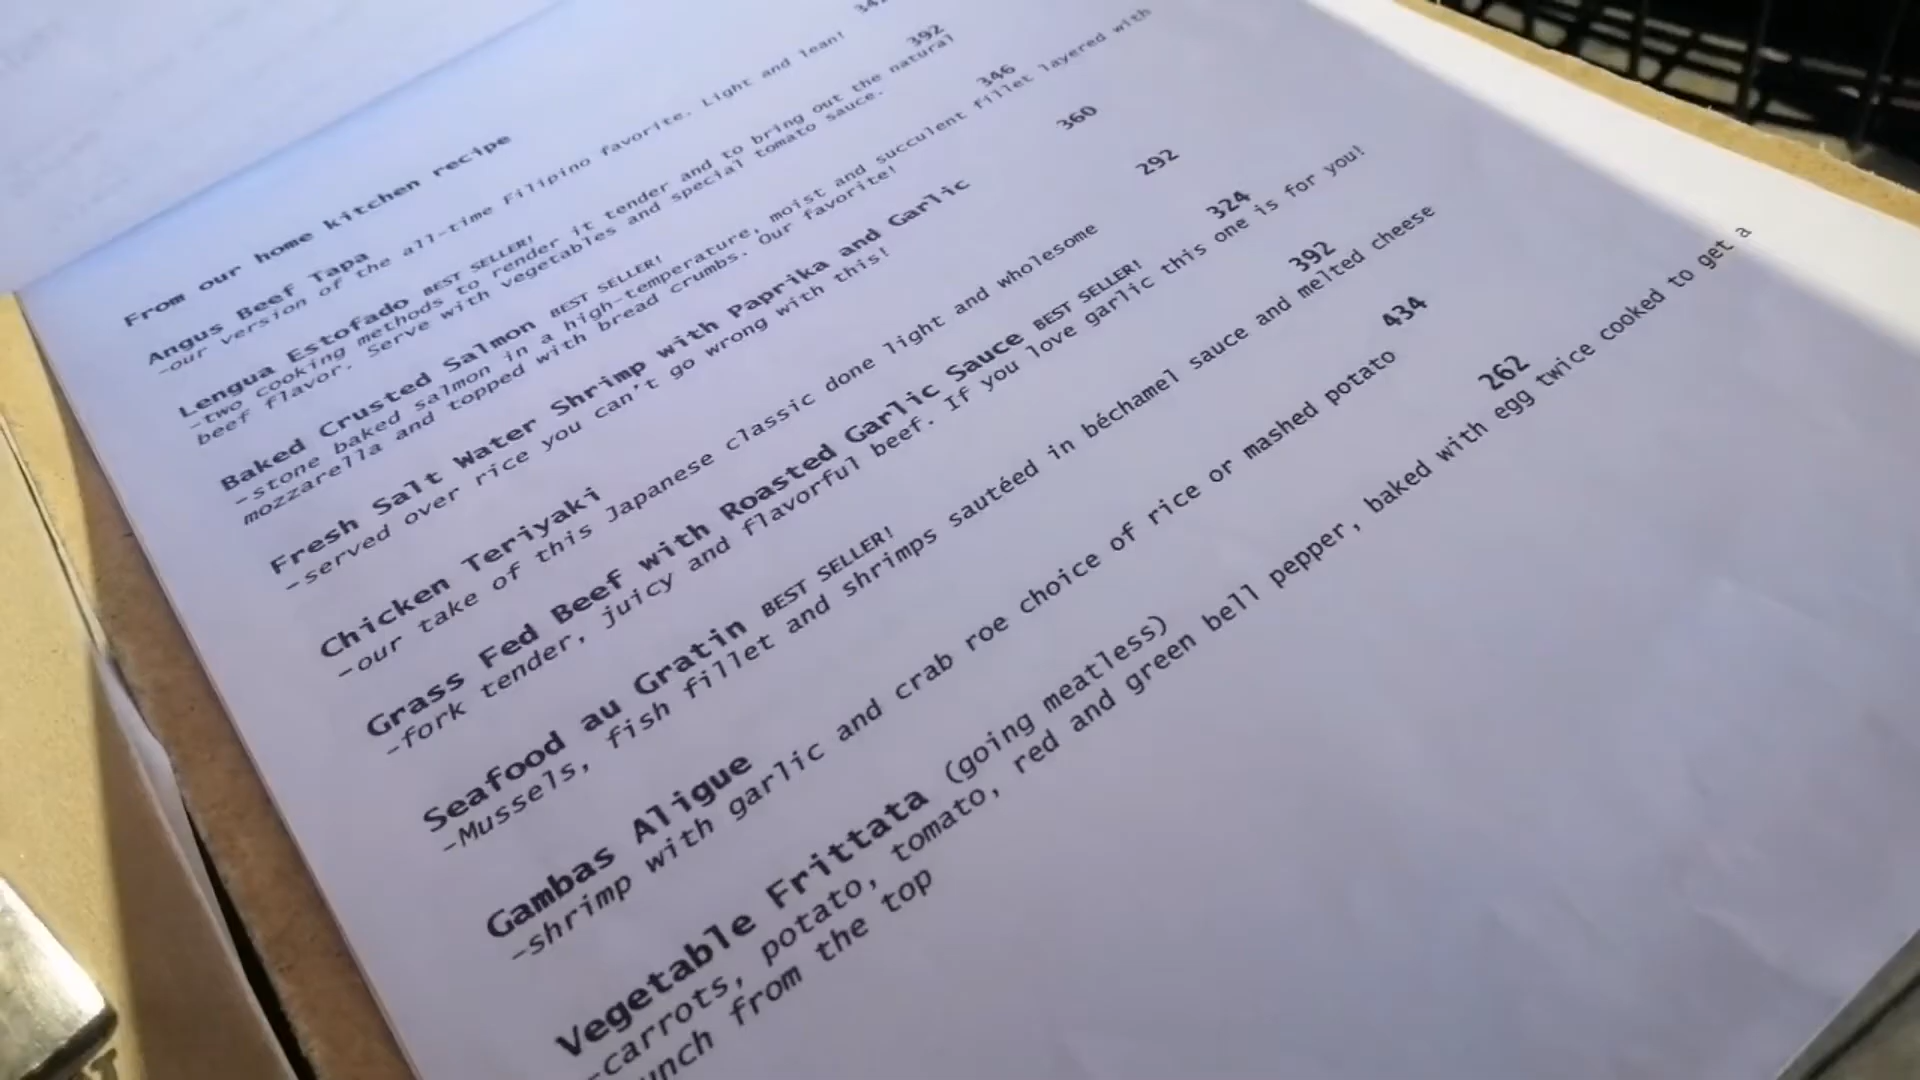 From our home kitchen recipe
Angus Beef Tapa
-our version of the all-time Filipino favorite. Light and lean!
Lengua Estofado BEST SELLER! 392
-two cooking methods to render it tender and to bring out the natural
beef flavor. Serve with vegetables and special tomato sauce.
Baked Crusted Salmon BEST SELLER! 346
-stone baked salmon in a high-temperature, moist and succulent fillet layered with
mozzarella and topped with bread crumbs. Our favorite!
Fresh Salt Water Shrimp with Paprika and Garlic 360
-served over rice you can't go wrong with this!
Chicken Teriyaki 292
-our take of this Japanese classic done light and wholesome
Grass Fed Beef with Roasted Garlic Sauce BEST SELLER! 324
-fork tender, juicy and flavorful beef. If you love garlic this one is for you!
Seafood au Gratin BEST SELLER! 392
-Mussels, fish fillet and shrimps sautéed in béchamel sauce and melted cheese
Gambas Aligue 434
-shrimp with garlic and crab roe choice of rice or mashed potato
Vegetable Frittata (going meatless) 262
-carrots, potato, tomato, red and green bell pepper, baked with egg twice cooked to get a
from the top